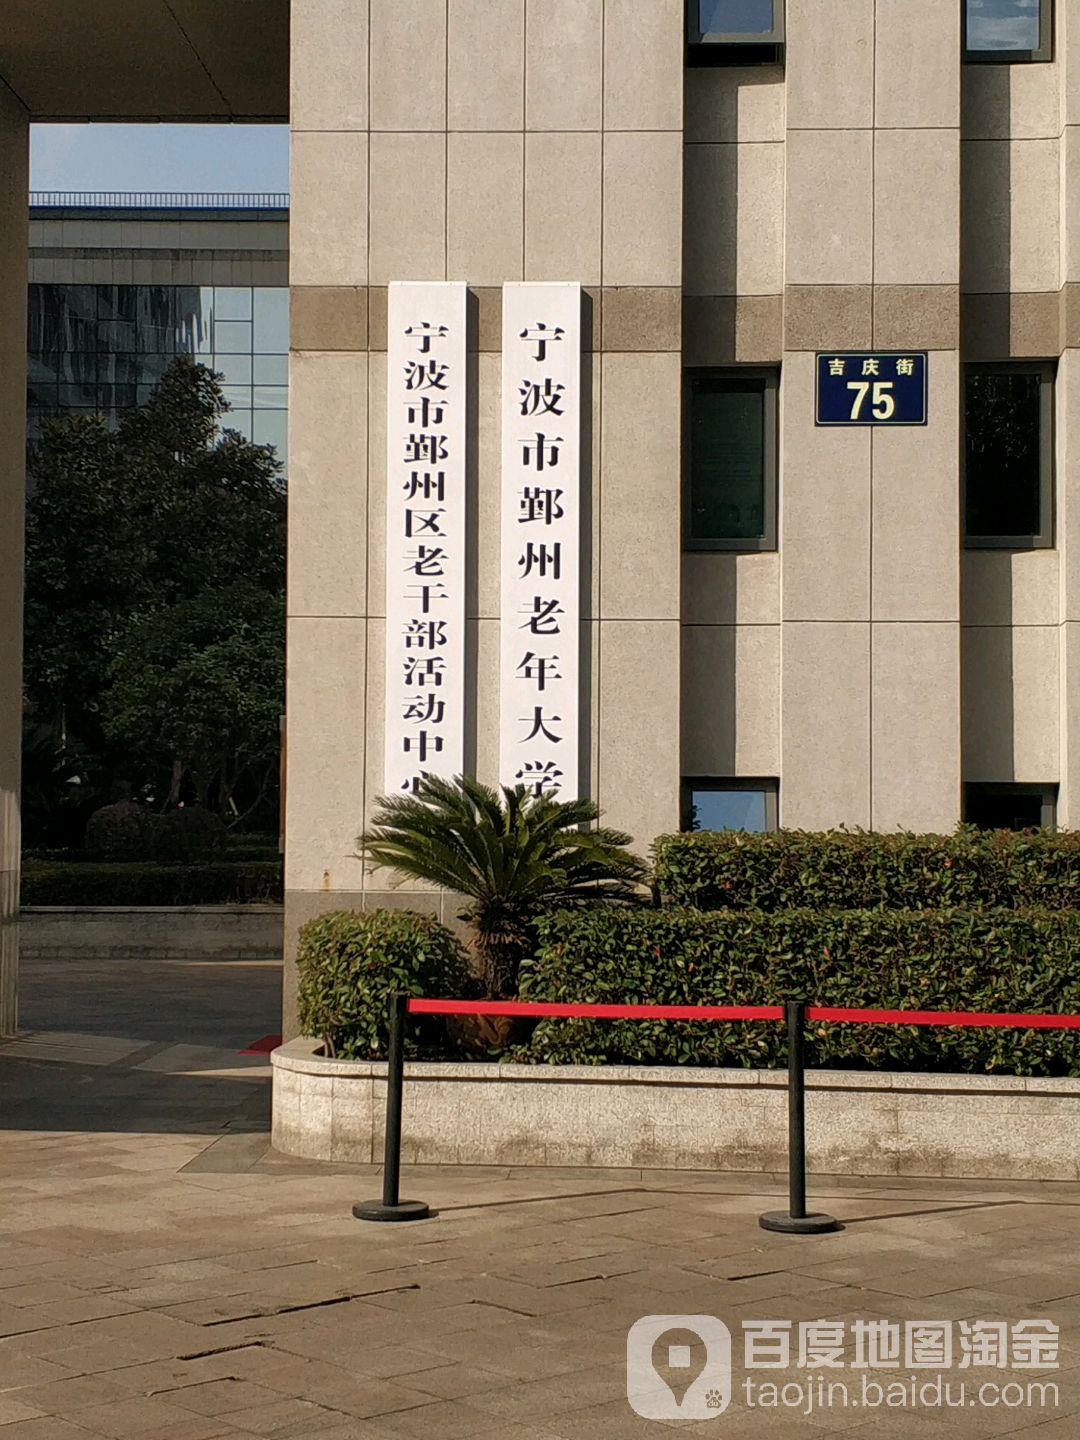 宁波市鄞州区老干部活动中心
宁波市鄞州老年大学
吉庆街
75
百度地图淘金
taojin.baidu.com